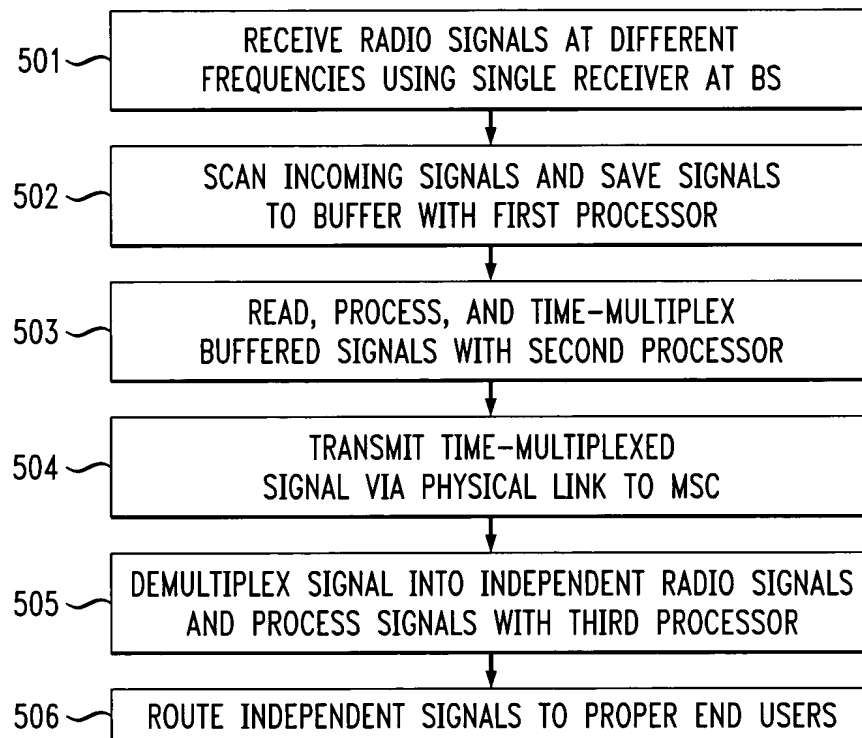 501
RECEIVE RADIO SIGNALS AT DIFFERENT
FREQUENCIES USING SINGLE RECEIVER AT BS
502
SCAN INCOMING SIGNALS AND SAVE SIGNALS
TO BUFFER WITH FIRST PROCESSOR
503
READ, PROCESS, AND TIME-MULTIPLEX
BUFFERED SIGNALS WITH SECOND PROCESSOR
504
TRANSMIT TIME-MULTIPLEXED
SIGNAL VIA PHYSICAL LINK TO MSC
505
DEMULTIPLEX SIGNAL INTO INDEPENDENT RADIO SIGNALS
AND PROCESS SIGNALS WITH THIRD PROCESSOR
506
ROUTE INDEPENDENT SIGNALS TO PROPER END USERS